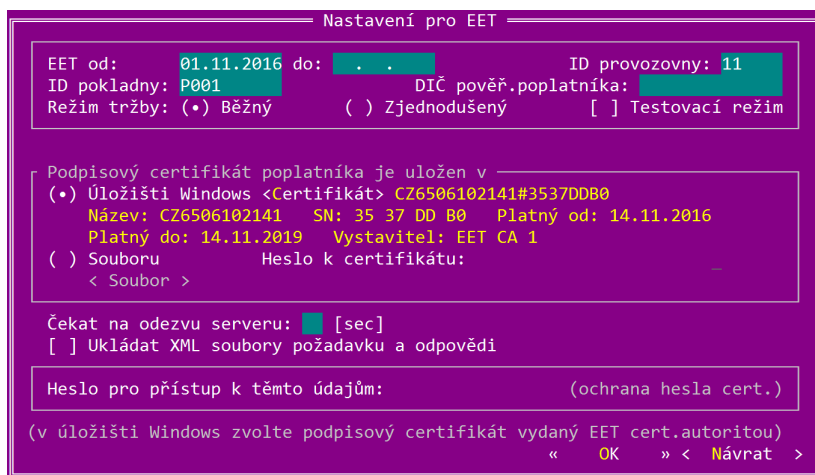 Nastavení pro EET
EET od: 01.11.2016 do: . . ID provozovny: 11
ID pokladny: P001 DIČ pověř.poplatníka:
Režim tržby: (•) Běžný ( ) Zjednodušený [ ] Testovací režim
Podpisový certifikát poplatníka je uložen v
(•) Úložišti Windows <Certifikát> CZ6506102141#3537DDB0
Název: CZ6506102141 SN: 35 37 DD B0 Platný od: 14.11.2016
Platný do: 14.11.2019 Vystavitel: EET CA 1
( ) Souboru Heslo k certifikátu: _
< Soubor >
Čekat na odezvu serveru: [sec]
[ ] Ukládat XML soubory požadavku a odpovědi
Heslo pro přístup k těmto údajům: (ochrana hesla cert.)
(v úložišti Windows zvolte podpisový certifikát vydaný EET cert.autoritou)
« OK » < Návrat >